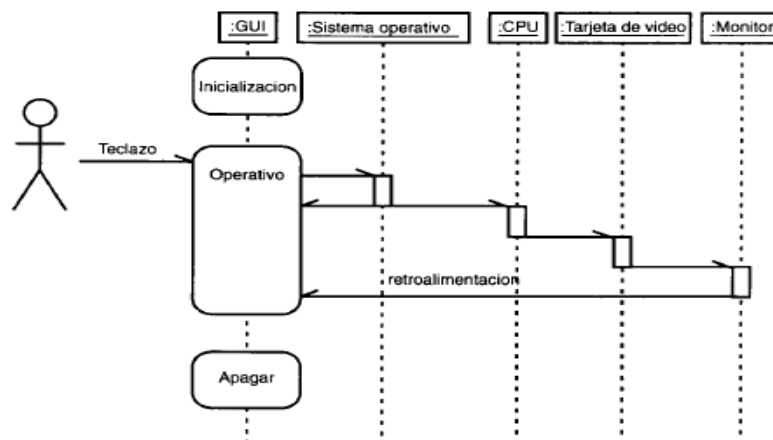 :GUI
:Sistema operativo
:CPU
:Tarjeta de video
:Monitor
Inicializacion
Teclazo
Operativo
retroalimentacion
Apagar